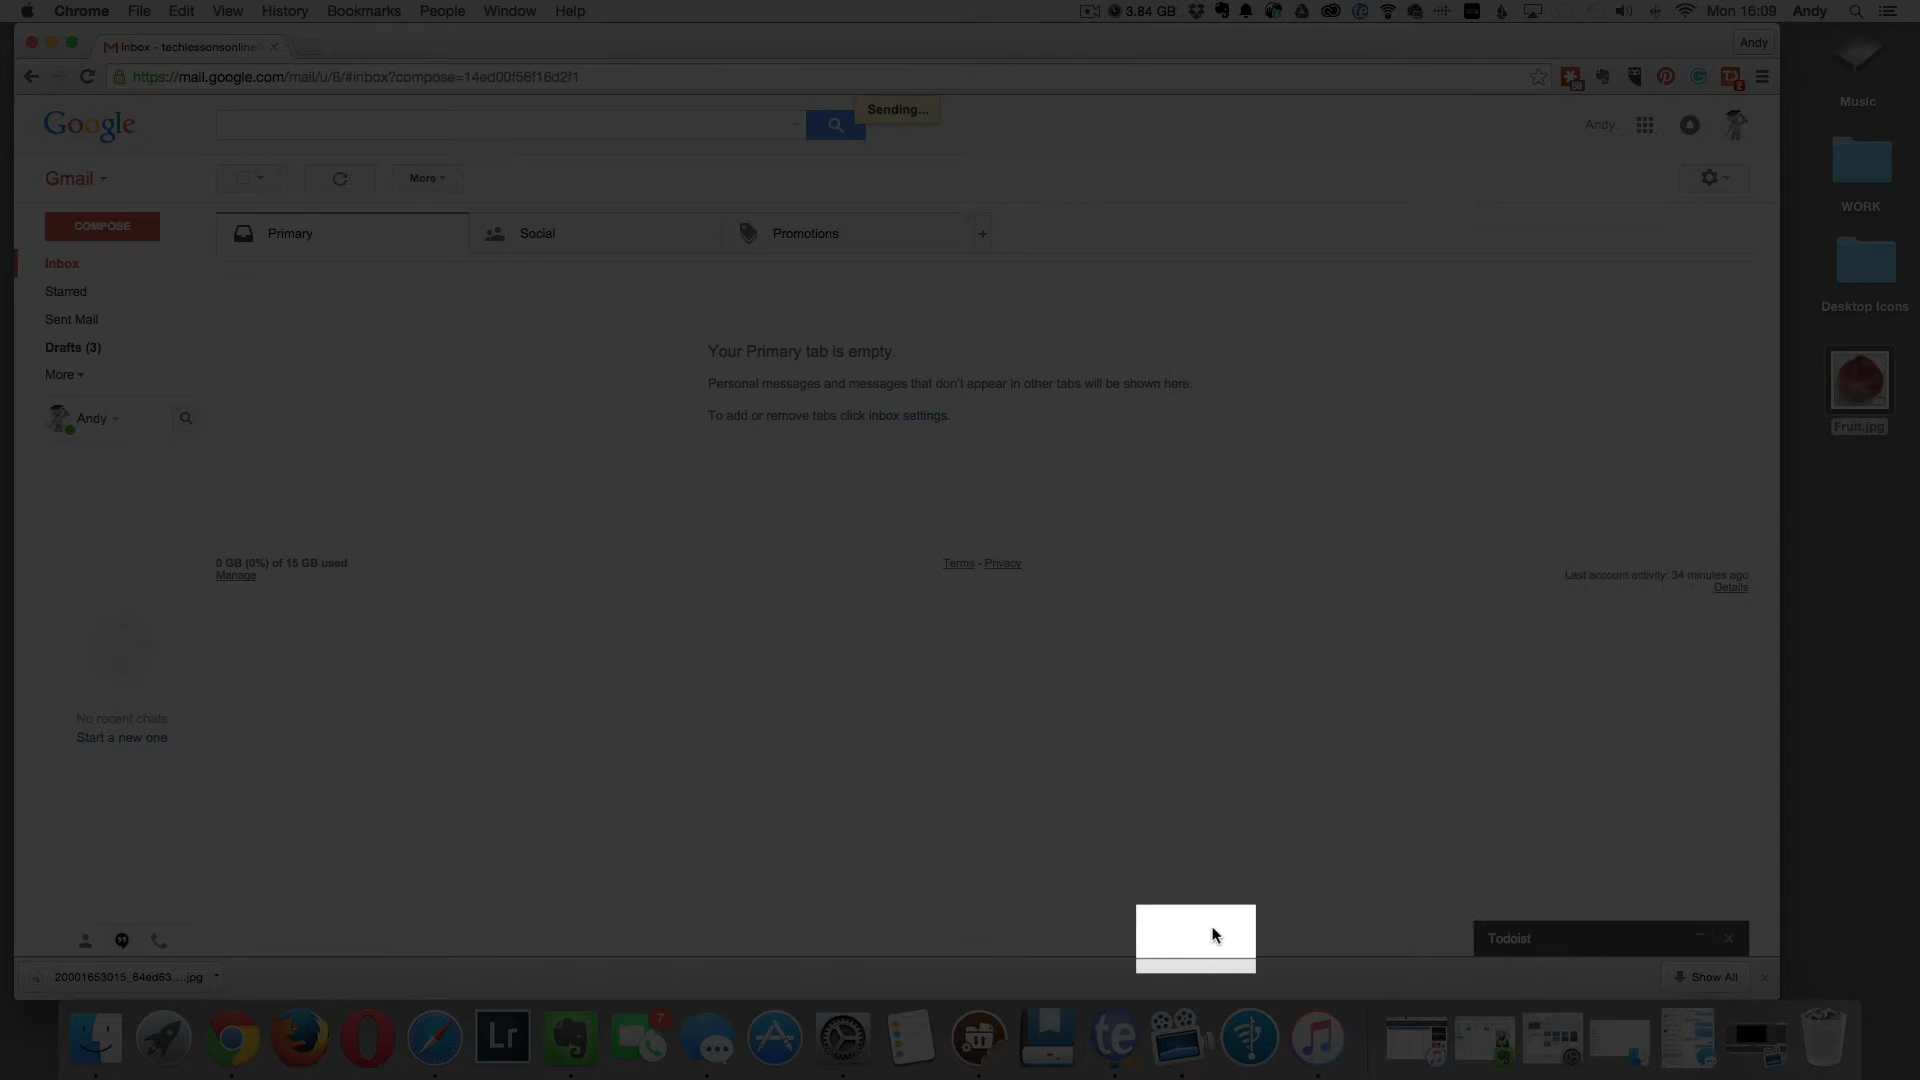 Chrome File Edit View History Bookmarks People Window Help 3.84 GB Mon 16:09 Andy
Inbox - techlessonsonline
Andy
https://mail.google.com/mail/u/8/#inbox?compose=14ed00f56f16d2f1
Sending...
Google
Andy
Gmail
More
COMPOSE
Primary
Social
Promotions
Inbox
Starred
Sent Mail
Drafts (3)
More
Andy
Your Primary tab is empty.
Personal messages and messages that don't appear in other tabs will be shown here.
To add or remove tabs click inbox settings.
0 GB (0%) of 15 GB used
Manage
Terms - Privacy
Last account activity: 34 minutes ago
Details
No recent chats
Start a new one
Todoist
20001653015_64ed63....jpg
Show All
Music
WORK
Desktop Icons
Fruit.jpg
Lr
7
te